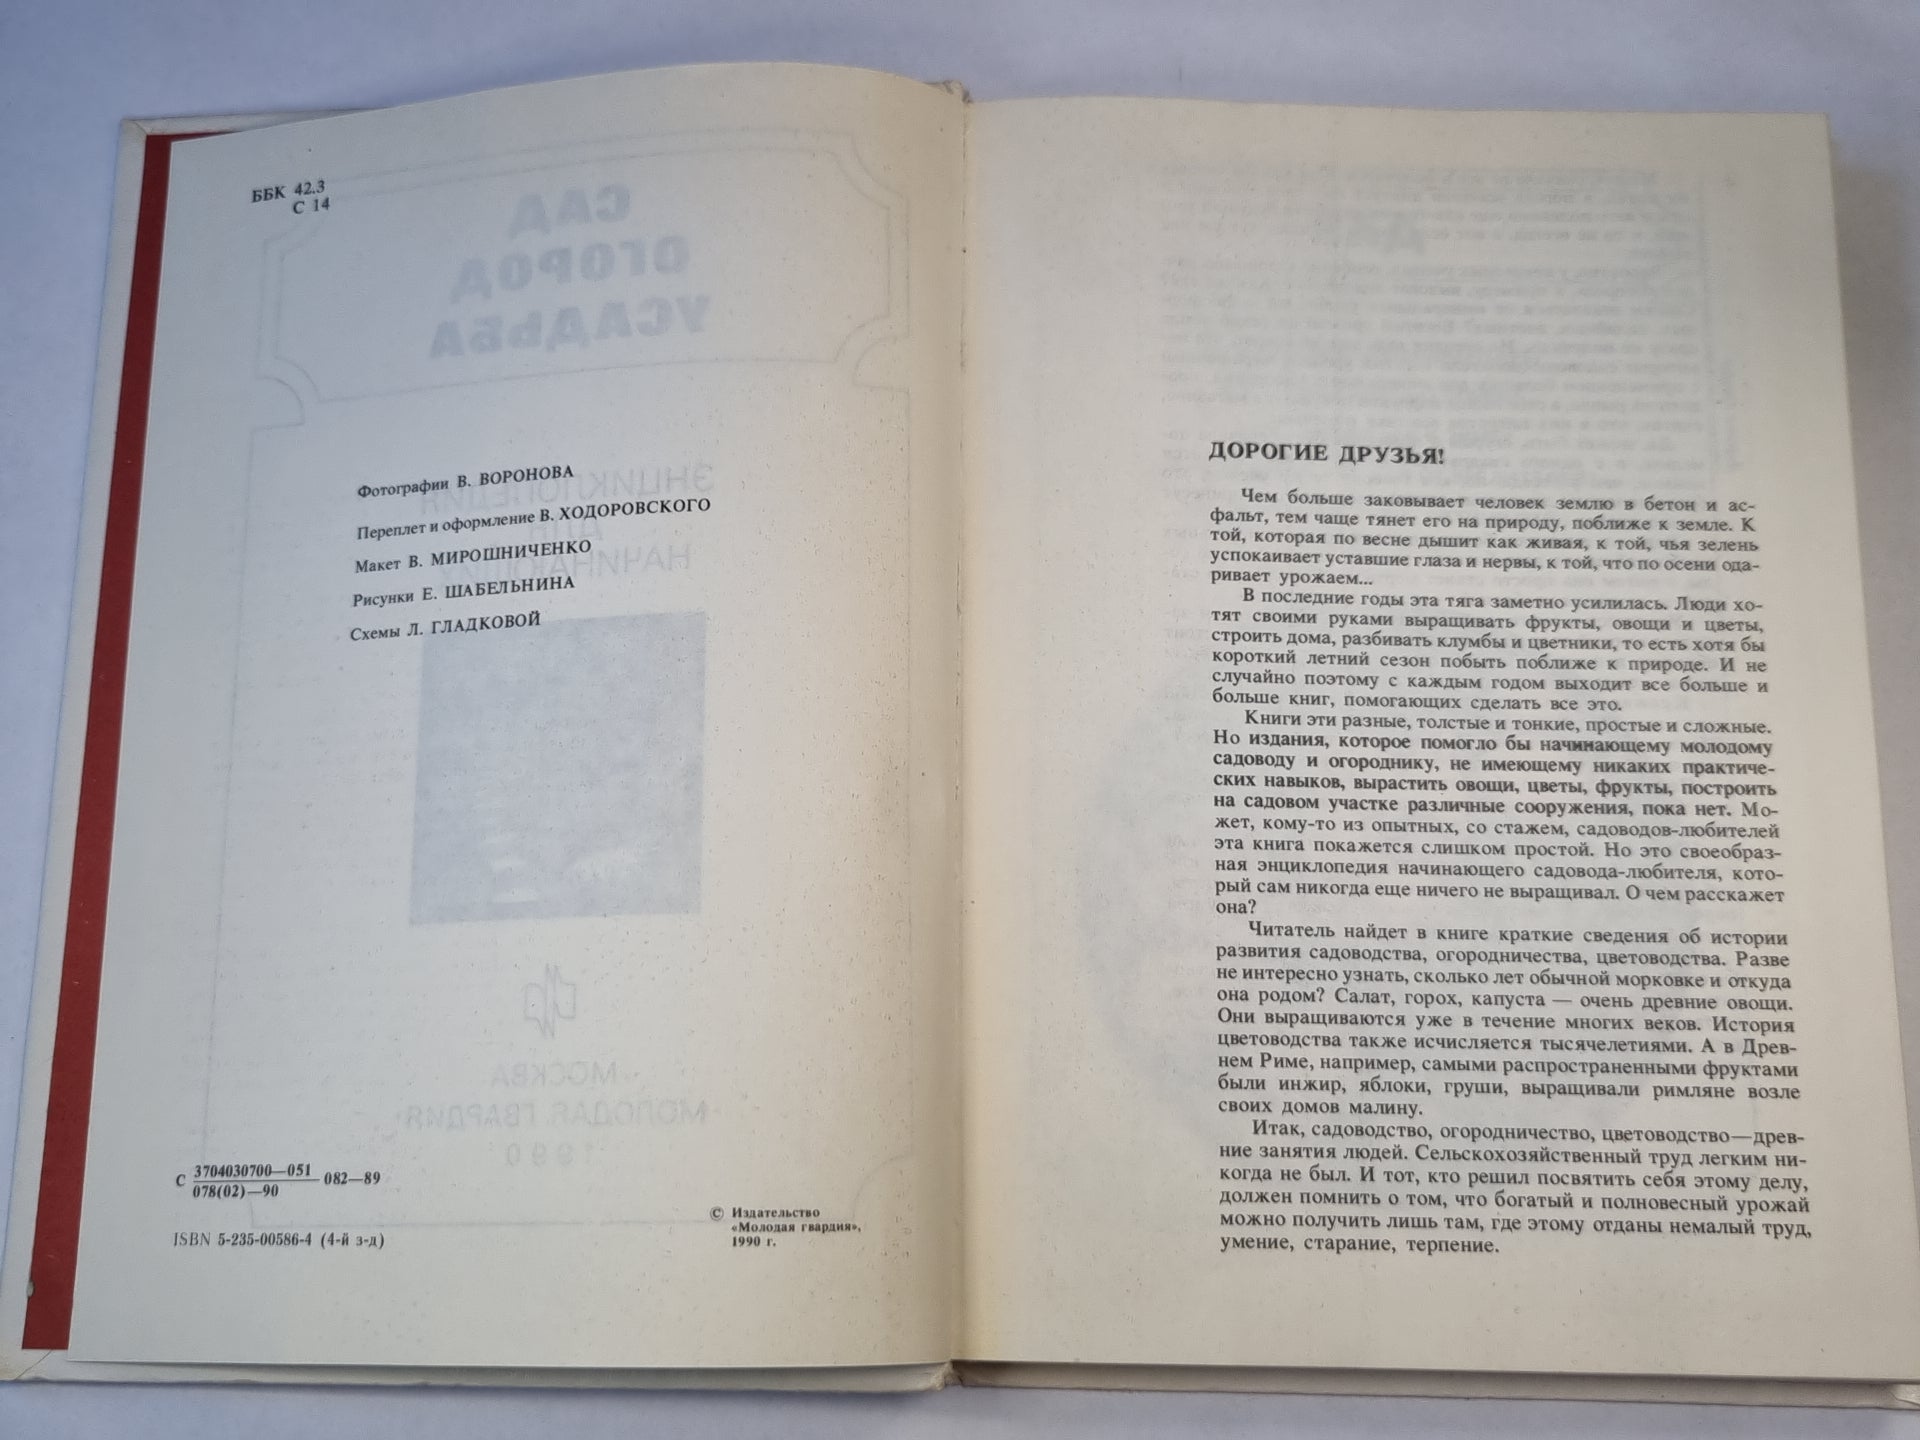 ББК 42.3
С 14
Фотографии В. ВОРОНОВА
Переплет и оформление В. ХОДОРОВСКОГО
Макет В. МИРОШНИЧЕНКО
Рисунки Е. ШАБЕЛЬНИНА
Схемы Л. ГЛАДКОВОЙ
С 3704030700—051 082—89
078(02)—90
ISBN 5-235-00586-4 (4-й з-д)
© Издательство
«Молодая гвардия»,
1990 г.
САД
ОГОРОД
УСАДЬБА
МОСКВА
МОЛОДАЯ ГВАРДИЯ
1990
ДОРОГИЕ ДРУЗЬЯ!
Чем больше заковывает человек землю в бетон и ас-
фальт, тем чаще тянет его на природу, поближе к земле. К
той, которая по весне дышит как живая, к той, чья зелень
успокаивает уставшие глаза и нервы, к той, что по осени ода-
ривает урожаем...
В последние годы эта тяга заметно усилилась. Люди хо-
тят своими руками выращивать фрукты, овощи и цветы,
строить дома, разбивать клумбы и цветники, то есть хотя бы
короткий летний сезон побыть поближе к природе. И не
случайно поэтому с каждым годом выходит все больше и
больше книг, помогающих сделать все это.
Книги эти разные, толстые и тонкие, простые и сложные.
Но издания, которое помогло бы начинающему молодому
садоводу и огороднику, не имеющему никаких практиче-
ских навыков, вырастить овощи, цветы, фрукты, построить
на садовом участке различные сооружения, пока нет. Мо-
жет, кому-то из опытных, со стажем, садоводов-любителей
эта книга покажется слишком простой. Но это своеобраз-
ная энциклопедия начинающего садовода-любителя, кото-
рый сам никогда еще ничего не выращивал. О чем расскажет
она?
Читатель найдет в книге краткие сведения об истории
развития садоводства, огородничества, цветоводства. Разве
не интересно узнать, сколько лет обычной морковке и откуда
она родом? Салат, горох, капуста — очень древние овощи.
Они выращиваются уже в течение многих веков. История
цветоводства также исчисляется тысячелетиями. А в Древ-
нем Риме, например, самыми распространенными фруктами
были инжир, яблоки, груши, выращивали римляне возле
своих домов малину.
Итак, садоводство, огородничество, цветоводство—древ-
ние занятия людей. Сельскохозяйственный труд легким ни-
когда не был. И тот, кто решил посвятить себя этому делу,
должен помнить о том, что богатый и полновесный урожай
можно получить лишь там, где этому отданы немалый труд,
умение, старание, терпение.